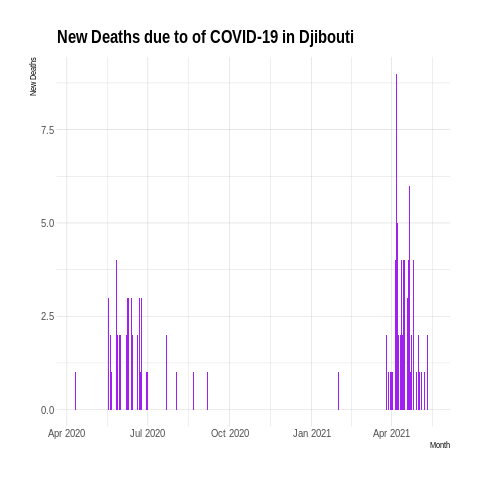 New Deaths due to of COVID-19 in Djibouti
New Deaths
7.5
5.0
2.5
0.0
Apr 2020 Jul 2020 Oct 2020 Jan 2021 Apr 2021
Month